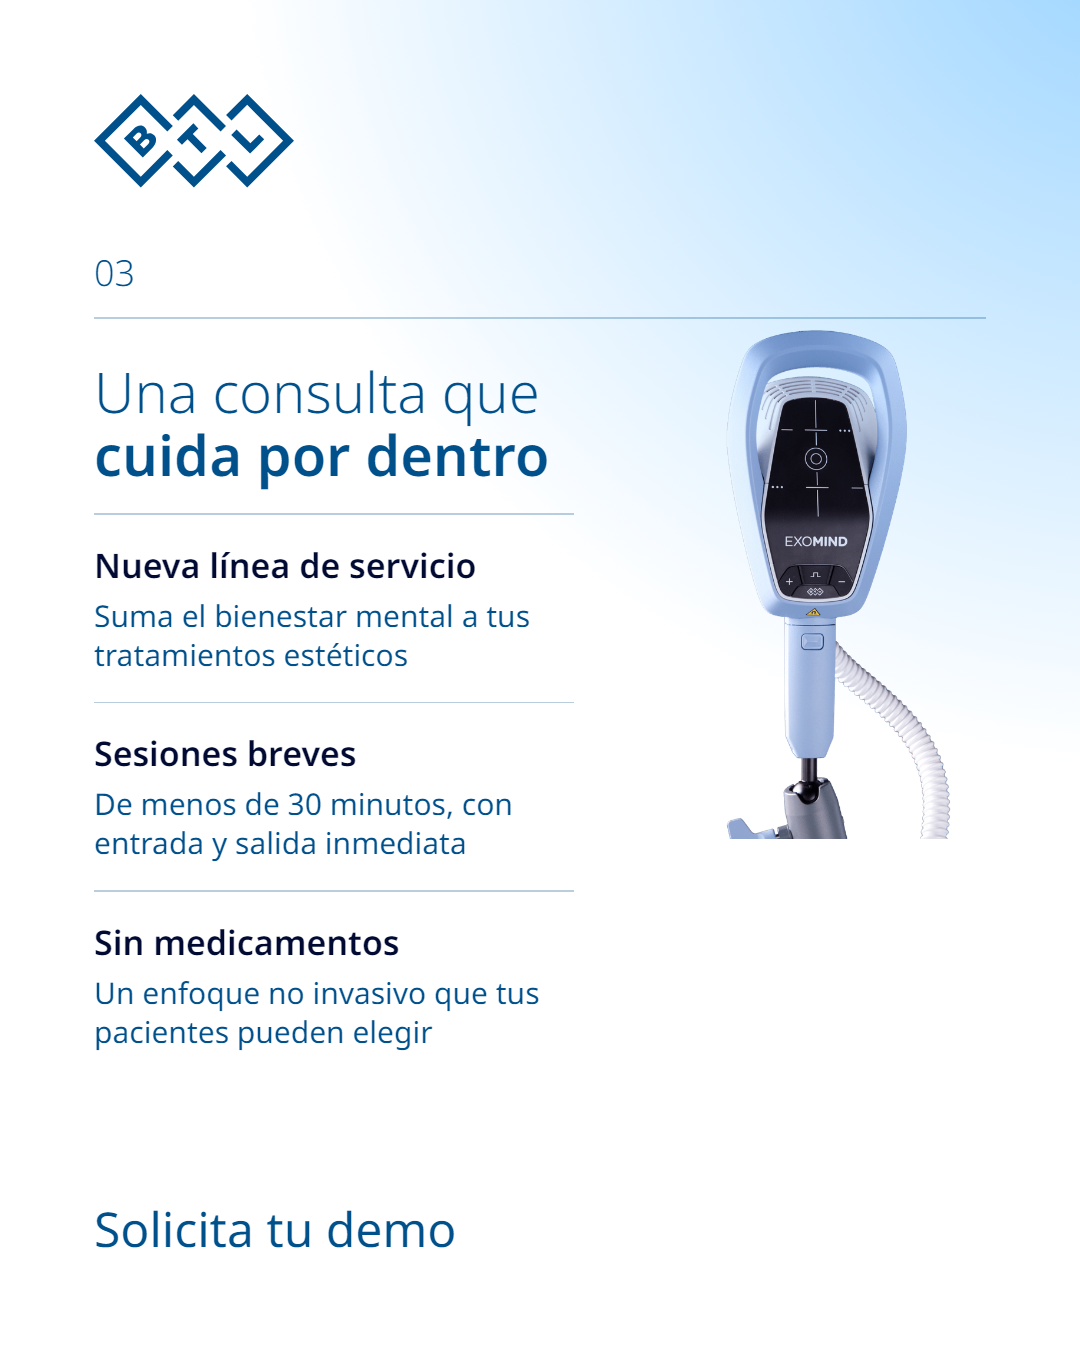 BTL
03
Una consulta que
cuida por dentro
Nueva línea de servicio
Suma el bienestar mental a tus
tratamientos estéticos
Sesiones breves
De menos de 30 minutos, con
entrada y salida inmediata
Sin medicamentos
Un enfoque no invasivo que tus
pacientes pueden elegir
EXOMIND
+ −
Solicita tu demo